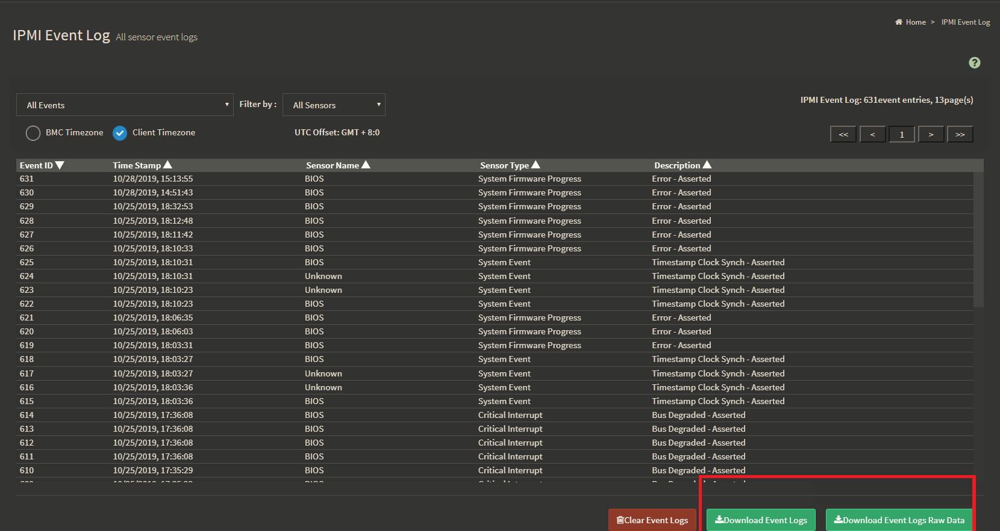 Home > IPMI Event Log
IPMI Event Log All sensor event logs
All Events Filter by : All Sensors IPMI Event Log: 631event entries, 13page(s)
BMC Timezone Client Timezone UTC Offset: GMT + 8:0 << < 1 > >>
Event ID Time Stamp Sensor Name Sensor Type Description
631 10/28/2019, 15:13:55 BIOS System Firmware Progress Error - Asserted
630 10/28/2019, 14:51:43 BIOS System Firmware Progress Error - Asserted
629 10/25/2019, 18:32:53 BIOS System Firmware Progress Error - Asserted
628 10/25/2019, 18:12:48 BIOS System Firmware Progress Error - Asserted
627 10/25/2019, 18:11:42 BIOS System Firmware Progress Error - Asserted
626 10/25/2019, 18:10:33 BIOS System Firmware Progress Error - Asserted
625 10/25/2019, 18:10:31 BIOS System Event Timestamp Clock Synch - Asserted
624 10/25/2019, 18:10:31 Unknown System Event Timestamp Clock Synch - Asserted
623 10/25/2019, 18:10:23 Unknown System Event Timestamp Clock Synch - Asserted
622 10/25/2019, 18:10:23 BIOS System Event Timestamp Clock Synch - Asserted
621 10/25/2019, 18:06:35 BIOS System Firmware Progress Error - Asserted
620 10/25/2019, 18:06:03 BIOS System Firmware Progress Error - Asserted
619 10/25/2019, 18:03:31 BIOS System Firmware Progress Error - Asserted
618 10/25/2019, 18:03:27 BIOS System Event Timestamp Clock Synch - Asserted
617 10/25/2019, 18:03:27 Unknown System Event Timestamp Clock Synch - Asserted
616 10/25/2019, 18:03:36 Unknown System Event Timestamp Clock Synch - Asserted
615 10/25/2019, 18:03:36 BIOS System Event Timestamp Clock Synch - Asserted
614 10/25/2019, 17:36:08 BIOS Critical Interrupt Bus Degraded - Asserted
613 10/25/2019, 17:36:08 BIOS Critical Interrupt Bus Degraded - Asserted
612 10/25/2019, 17:36:08 BIOS Critical Interrupt Bus Degraded - Asserted
611 10/25/2019, 17:36:08 BIOS Critical Interrupt Bus Degraded - Asserted
610 10/25/2019, 17:35:29 BIOS Critical Interrupt Bus Degraded - Asserted
Clear Event Logs Download Event Logs Download Event Logs Raw Data